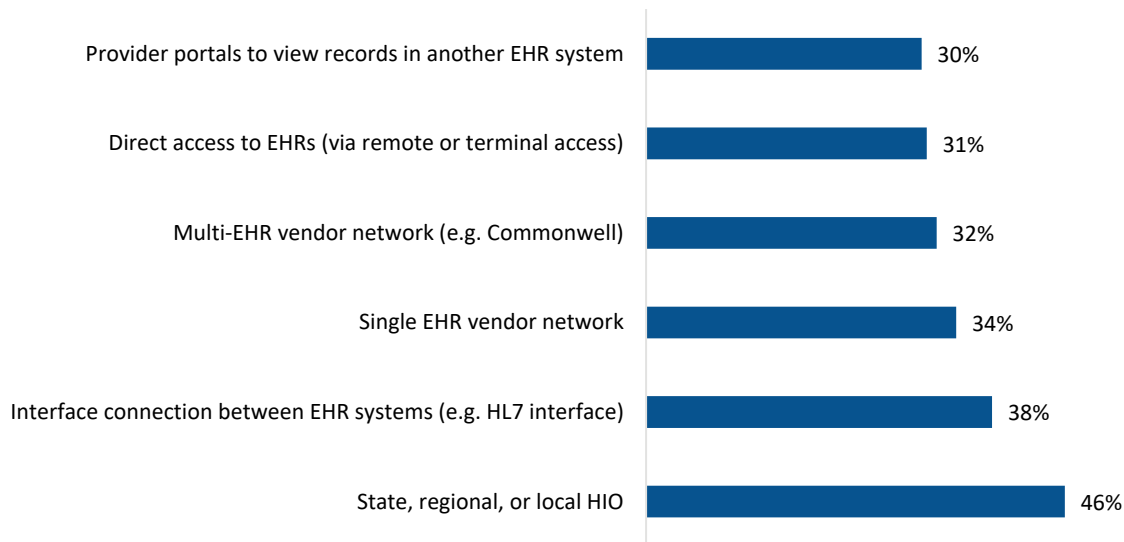 Provider portals to view records in another EHR system 30%
Direct access to EHRs (via remote or terminal access) 31%
Multi-EHR vendor network (e.g. Commonwell) 32%
Single EHR vendor network 34%
Interface connection between EHR systems (e.g. HL7 interface) 38%
State, regional, or local HIO 46%